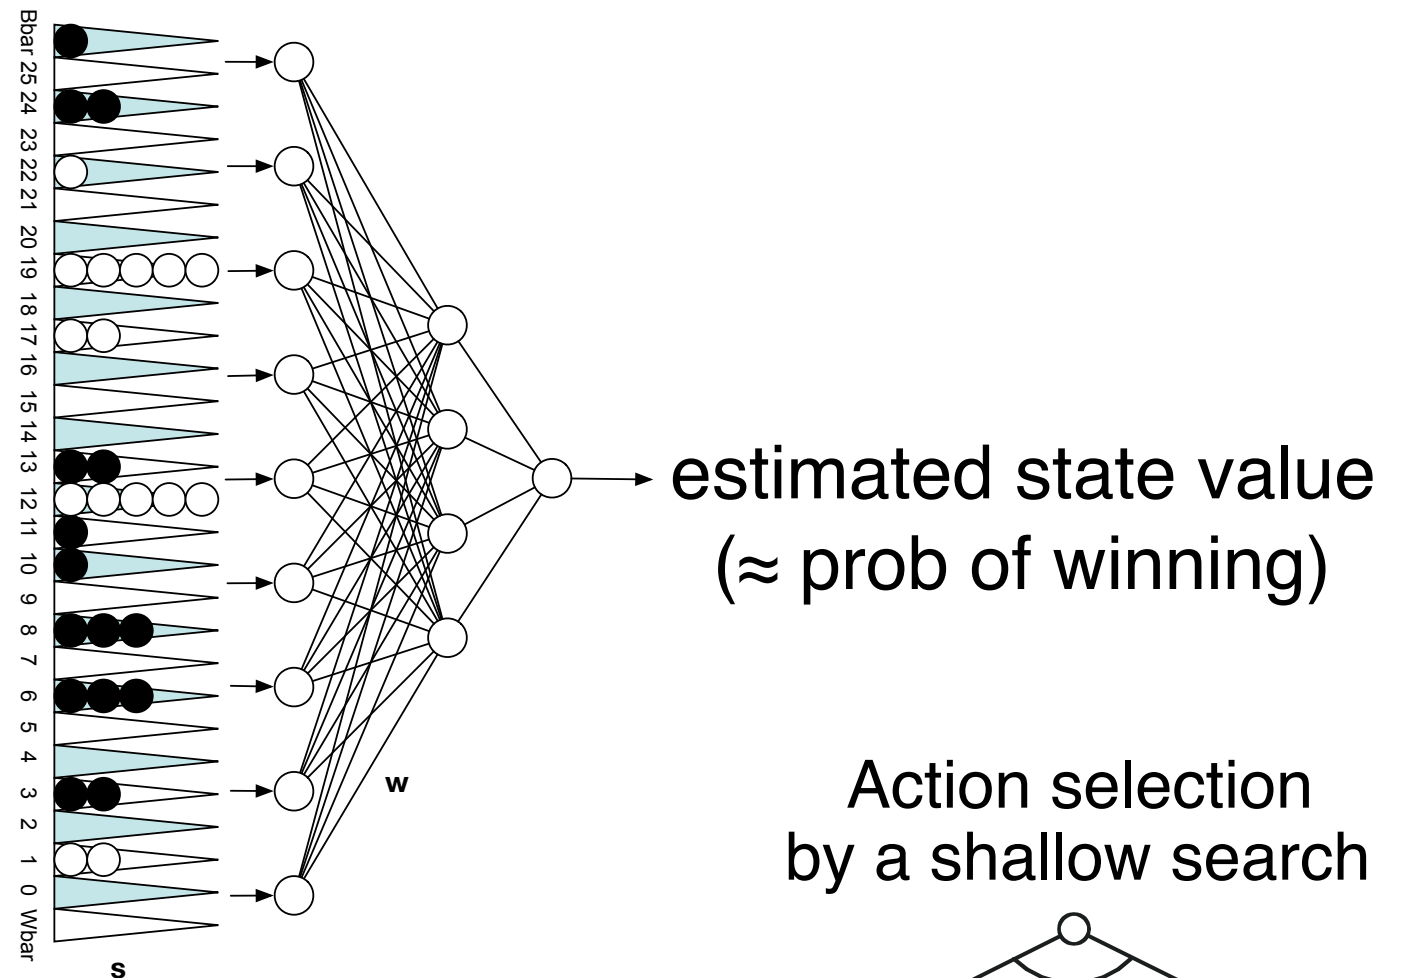 Bbar 25 24 23 22 21 20 19 18 17 16 15 14 13 12 11 10 9 8 7 6 5 4 3 2 1 0 Wbar
s
w
estimated state value
(≈ prob of winning)
Action selection
by a shallow search